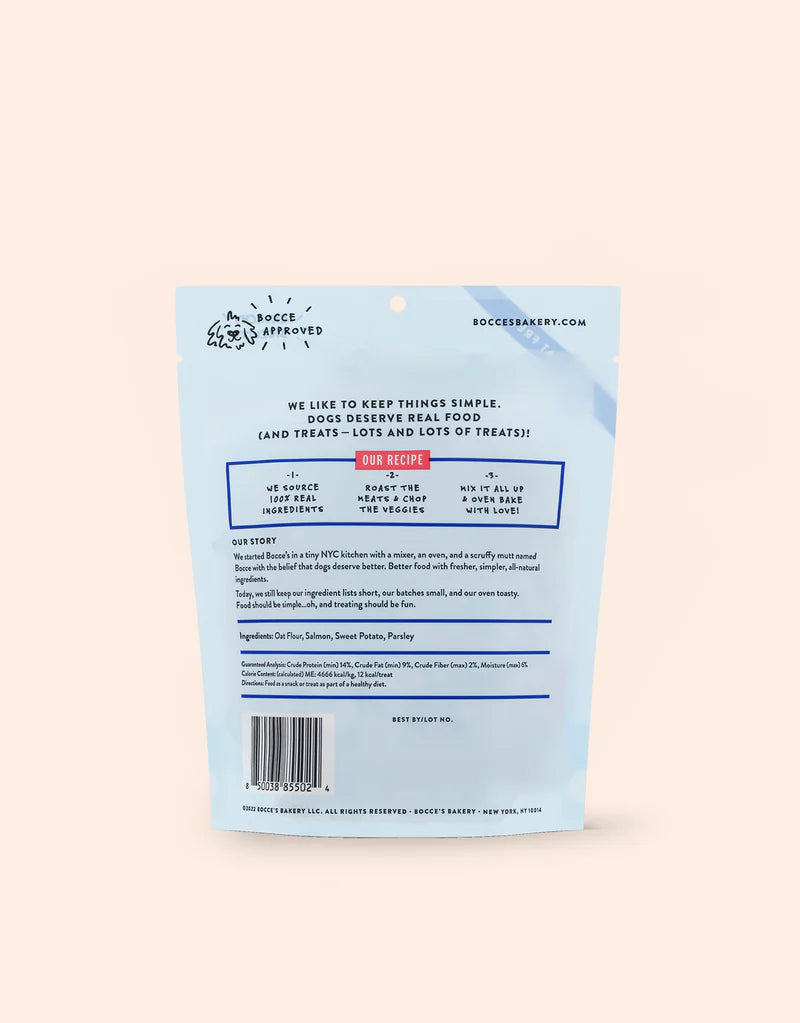 BOCCE
APPROVED
BOCCESBAKERY.COM
WE LIKE TO KEEP THINGS SIMPLE.
DOGS DESERVE REAL FOOD
(AND TREATS—LOTS AND LOTS OF TREATS)!
OUR RECIPE
-1-
WE SOURCE
100% REAL
INGREDIENTS
-2-
ROAST THE
MEATS & CHOP
THE VEGGIES
-3-
MIX IT ALL UP
& OVEN BAKE
WITH LOVE!
OUR STORY
We started Bocce's in a tiny NYC kitchen with a mixer, an oven, and a scruffy mutt named
Bocce with the belief that dogs deserve better. Better food with fresher, simpler, all-natural
ingredients.
Today, we still keep our ingredient lists short, our batches small, and our oven toasty.
Food should be simple...oh, and treating should be fun.
Ingredients: Oat Flour, Salmon, Sweet Potato, Parsley
Guaranteed Analysis: Crude Protein (min) 14%, Crude Fat (min) 9%, Crude Fiber (max) 2%, Moisture (max) 6%
Calorie Content: (calculated) ME: 4666 kcal/kg, 12 kcal/treat
Directions: Feed as a snack or treat as part of a healthy diet.
BEST BY/LOT NO.
8 50038 85502 4
©2022 BOCCE'S BAKERY LLC. ALL RIGHTS RESERVED • BOCCE'S BAKERY • NEW YORK, NY 10014